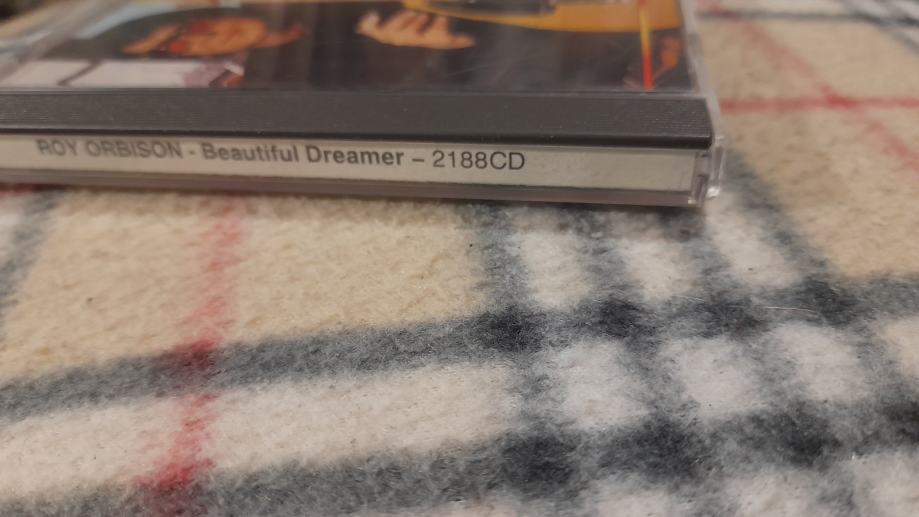 ROY ORBISON - Beautiful Dreamer – 2188CD